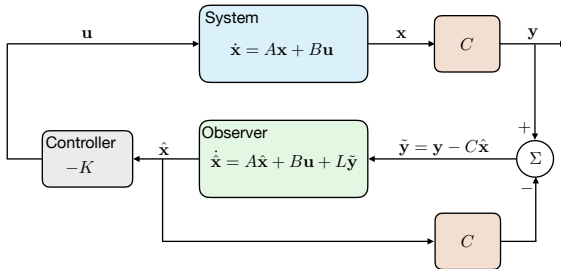 System
u
ẋ = Ax + Bu
x
C
y
+
Observer
Controller
−K
x̂
x̂̇ = Ax̂ + Bu + Lỹ
ỹ = y − Cx̂
Σ
−
C